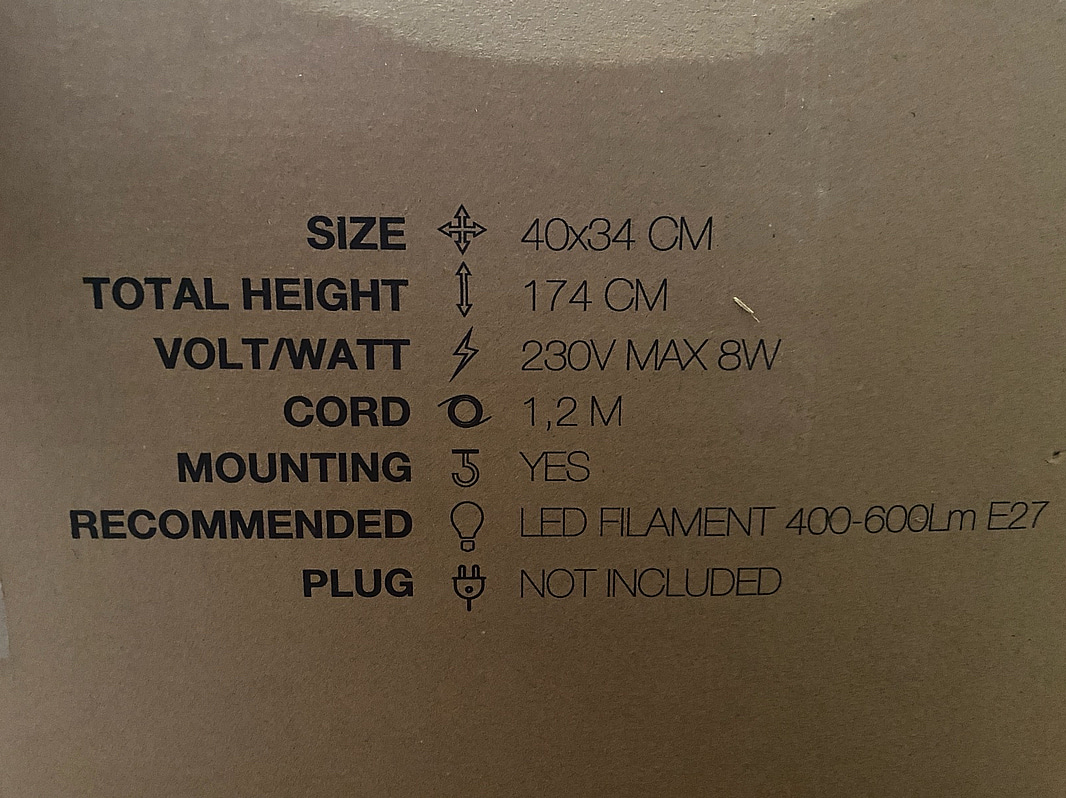 SIZE 40x34 CM
TOTAL HEIGHT 174 CM
VOLT/WATT 230V MAX 8W
CORD 1,2 M
MOUNTING YES
RECOMMENDED LED FILAMENT 400-600Lm E27
PLUG NOT INCLUDED